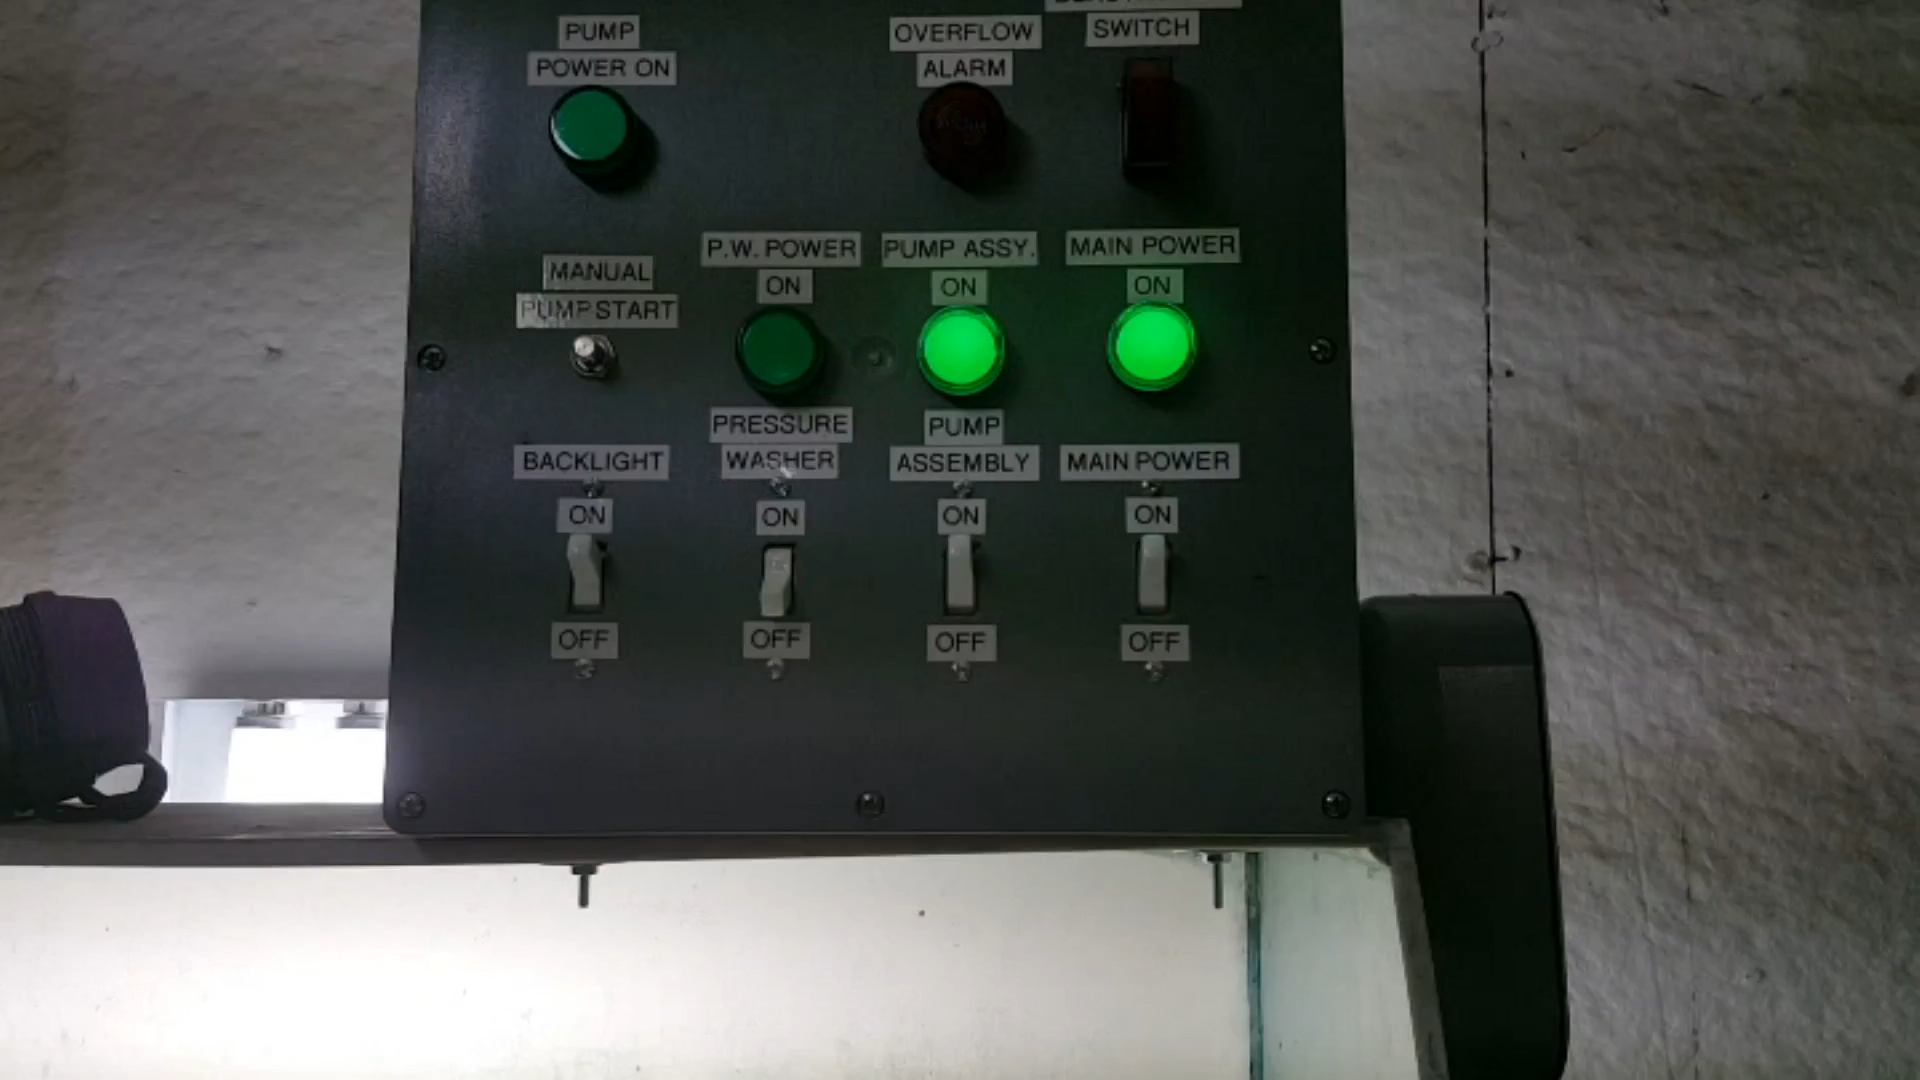 PUMP
POWER ON
OVERFLOW
ALARM
SWITCH
MANUAL
PUMP START
P.W. POWER
ON
PUMP ASSY.
ON
MAIN POWER
ON
BACKLIGHT
ON
OFF
PRESSURE
WASHER
ON
OFF
PUMP
ASSEMBLY
ON
OFF
MAIN POWER
ON
OFF